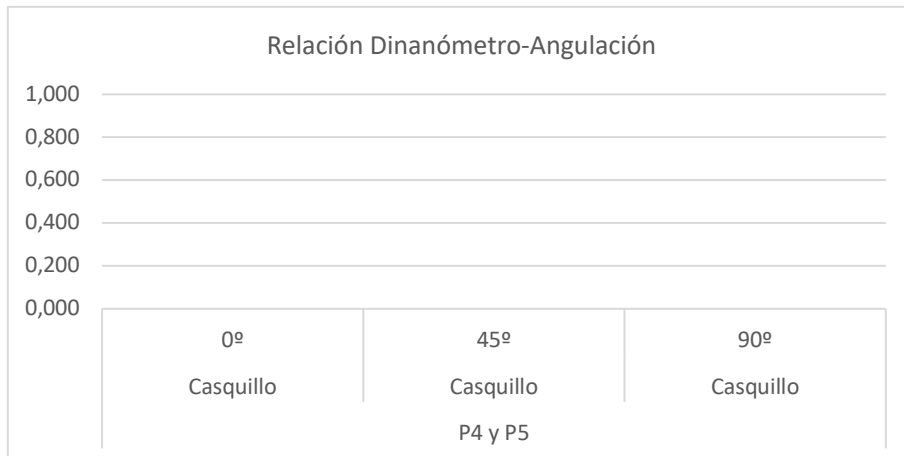 Relación Dinanómetro-Angulación
1,000
0,800
0,600
0,400
0,200
0,000
0º 45º 90º
Casquillo Casquillo Casquillo
P4 y P5